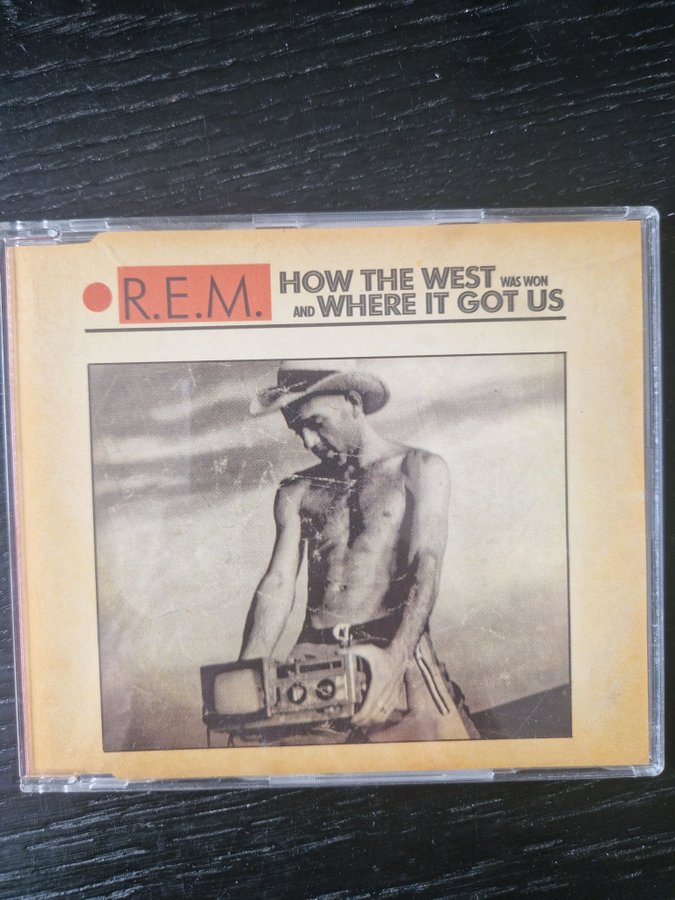 R.E.M.
HOW THE WEST WAS WON
AND WHERE IT GOT US